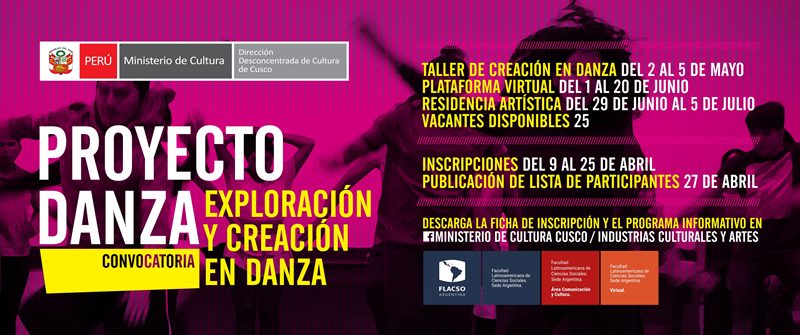 PERÚ
Ministerio de Cultura
Dirección
Desconcentrada de Cultura
de Cusco
PROYECTO
DANZA
CONVOCATORIA
EXPLORACIÓN
Y CREACIÓN
EN DANZA
TALLER DE CREACIÓN EN DANZA DEL 2 AL 5 DE MAYO
PLATAFORMA VIRTUAL DEL 1 AL 20 DE JUNIO
RESIDENCIA ARTÍSTICA DEL 29 DE JUNIO AL 5 DE JULIO
VACANTES DISPONIBLES 25
INSCRIPCIONES DEL 9 AL 25 DE ABRIL
PUBLICACIÓN DE LISTA DE PARTICIPANTES 27 DE ABRIL
DESCARGA LA FICHA DE INSCRIPCIÓN Y EL PROGRAMA INFORMATIVO EN
MINISTERIO DE CULTURA CUSCO / INDUSTRIAS CULTURALES Y ARTES
FLACSO
ARGENTINA
Facultad
Latinoamericana de
Ciencias Sociales.
Sede Argentina.
Facultad
Latinoamericana de
Ciencias Sociales.
Sede Argentina.
Área Comunicación
y Cultura.
Facultad
Latinoamericana de
Ciencias Sociales.
Sede Argentina.
Virtual.